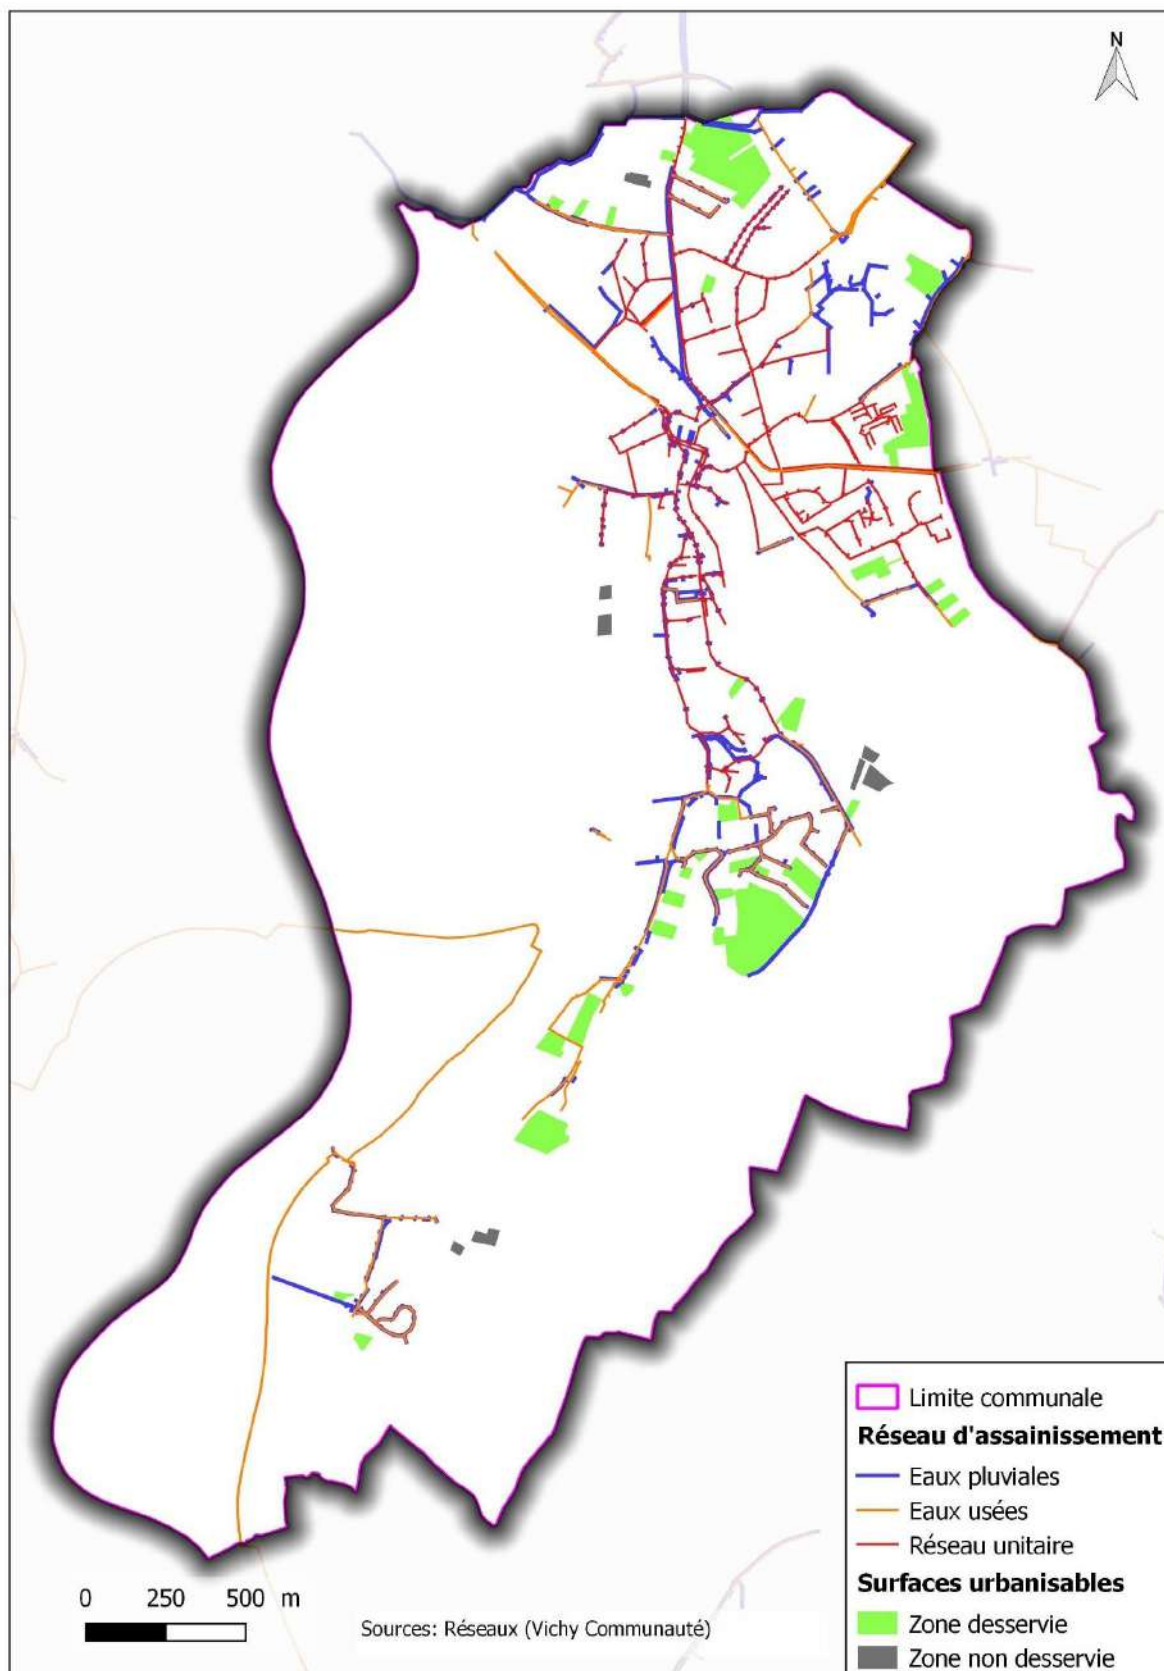 N
Limite communale
Réseau d'assainissement
Eaux pluviales
Eaux usées
Réseau unitaire
Surfaces urbanisables
Zone desservie
Zone non desservie
0 250 500 m
Sources: Réseaux (Vichy Communauté)